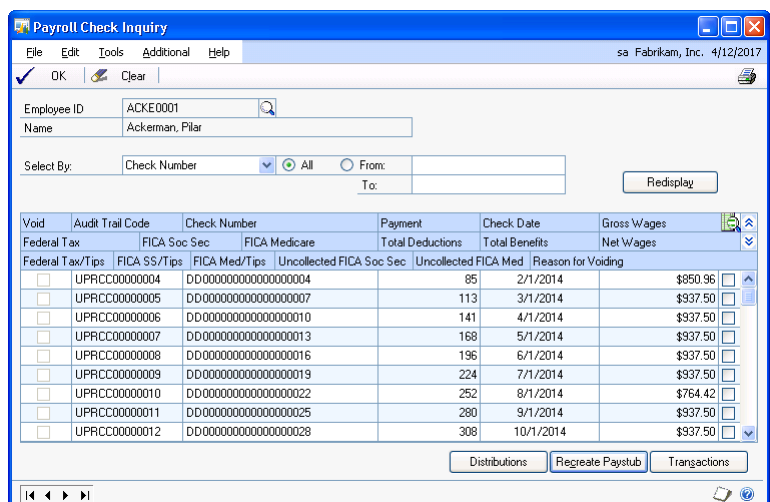 Payroll Check Inquiry
File Edit Tools Additional Help sa Fabrikam, Inc. 4/12/2017
OK Clear
Employee ID ACKE0001
Name Ackerman, Pilar
Select By: Check Number All From:
To:
Redisplay
Void Audit Trail Code Check Number Payment Check Date Gross Wages
Federal Tax FICA Soc Sec FICA Medicare Total Deductions Total Benefits Net Wages
Federal Tax/Tips FICA SS/Tips FICA Med/Tips Uncollected FICA Soc Sec Uncollected FICA Med Reason for Voiding
UPRCC00000004 DD000000000000000004 85 2/1/2014 $850.96
UPRCC00000005 DD000000000000000007 113 3/1/2014 $937.50
UPRCC00000006 DD000000000000000010 141 4/1/2014 $937.50
UPRCC00000007 DD000000000000000013 168 5/1/2014 $937.50
UPRCC00000008 DD000000000000000016 196 6/1/2014 $937.50
UPRCC00000009 DD000000000000000019 224 7/1/2014 $937.50
UPRCC00000010 DD000000000000000022 252 8/1/2014 $764.42
UPRCC00000011 DD000000000000000025 280 9/1/2014 $937.50
UPRCC00000012 DD000000000000000028 308 10/1/2014 $937.50
Distributions Recreate Paystub Transactions